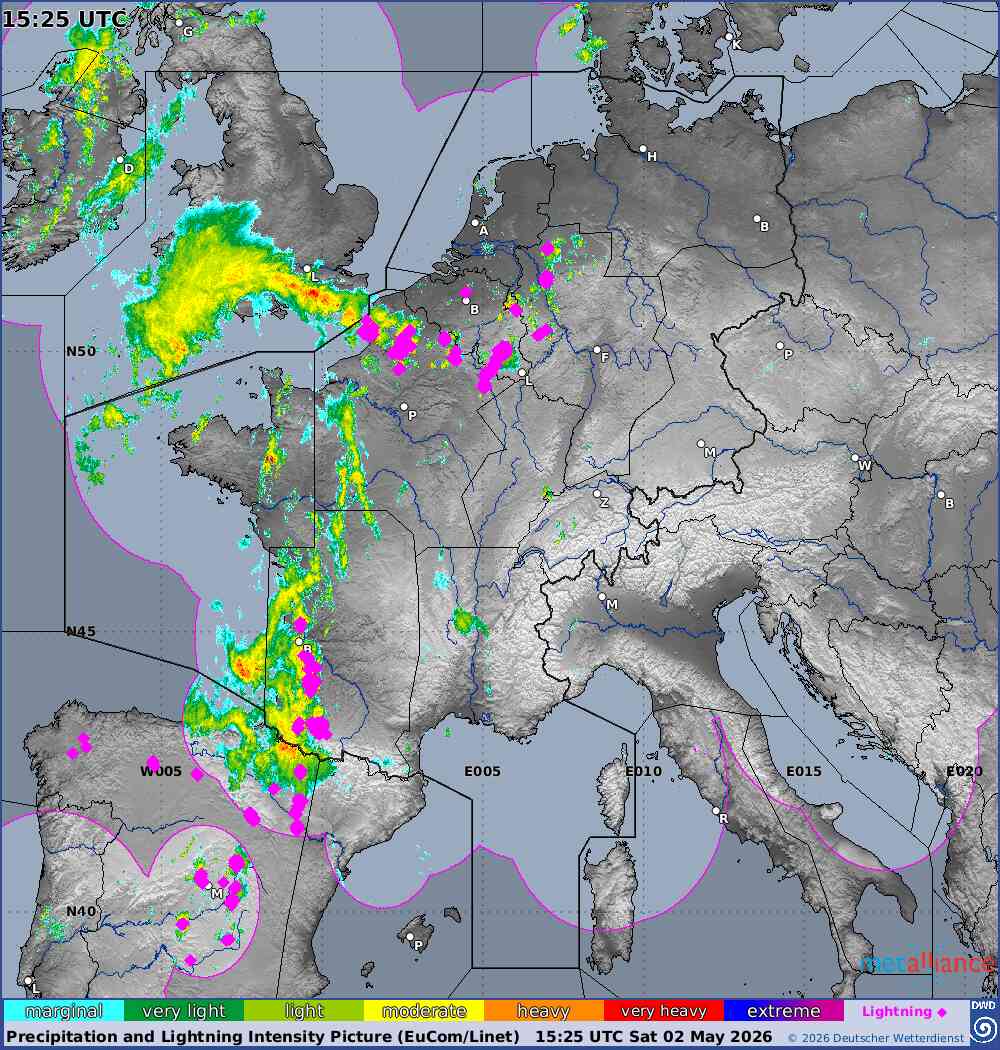 15:25 UTC
G
K
D
H
A
B
L
B
N50
F
P
L
P
M
W
Z
B
M
N45
B
W005
E005
E010
E015
E020
R
M
N40
P
L
metalliance
marginal very light light moderate heavy very heavy extreme Lightning
DWD
Precipitation and Lightning Intensity Picture (EuCom/Linet) 15:25 UTC Sat 02 May 2026 © 2026 Deutscher Wetterdienst